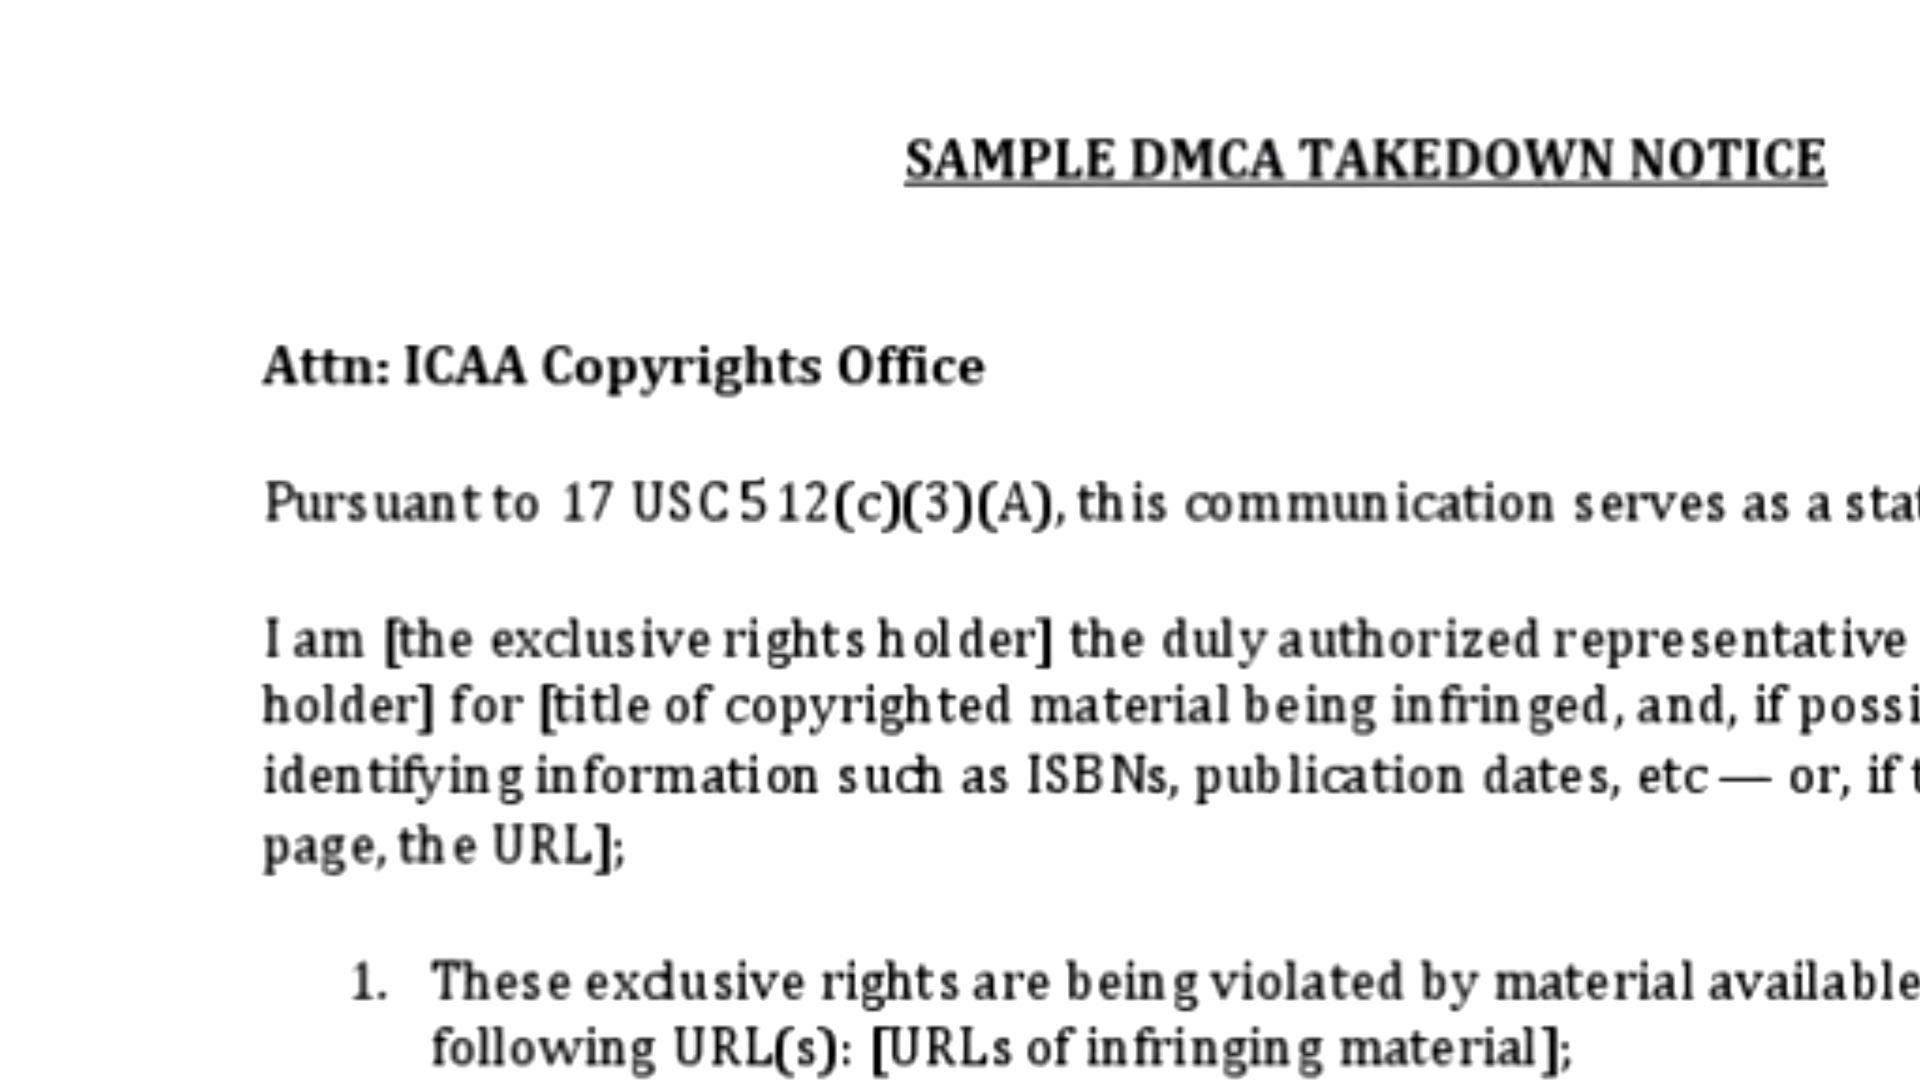 SAMPLE DMCA TAKEDOWN NOTICE
Attn: ICAA Copyrights Office
Pursuant to 17 USC 512(c)(3)(A), this communication serves as a
I am [the exclusive rights holder] the duly authorized representative
holder] for [title of copyrighted material being infringed, and, if
identifying information such as ISBNs, publication dates, etc — or, if
page, the URL];
1. These exclusive rights are being violated by material available
following URL(s): [URLs of infringing material];